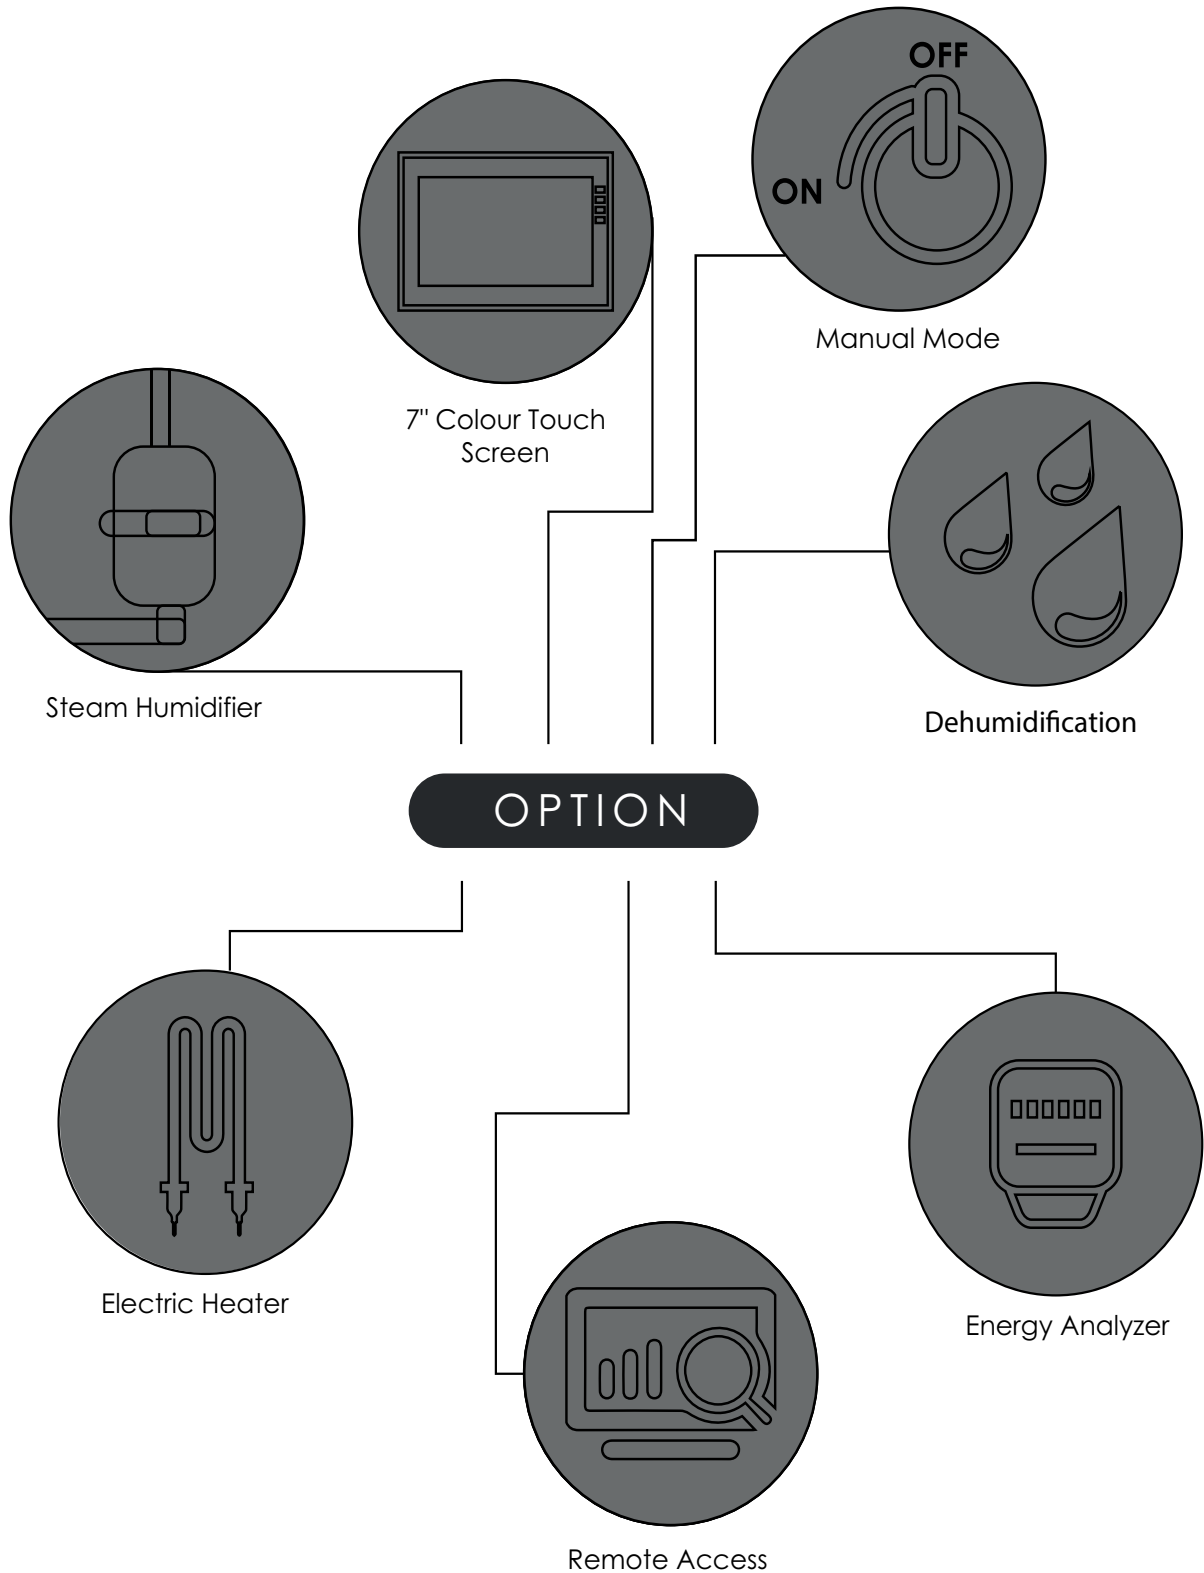 OFF
ON
Manual Mode
7" Colour Touch
Screen
Steam Humidifier
Dehumidification
OPTION
Electric Heater
Energy Analyzer
Remote Access